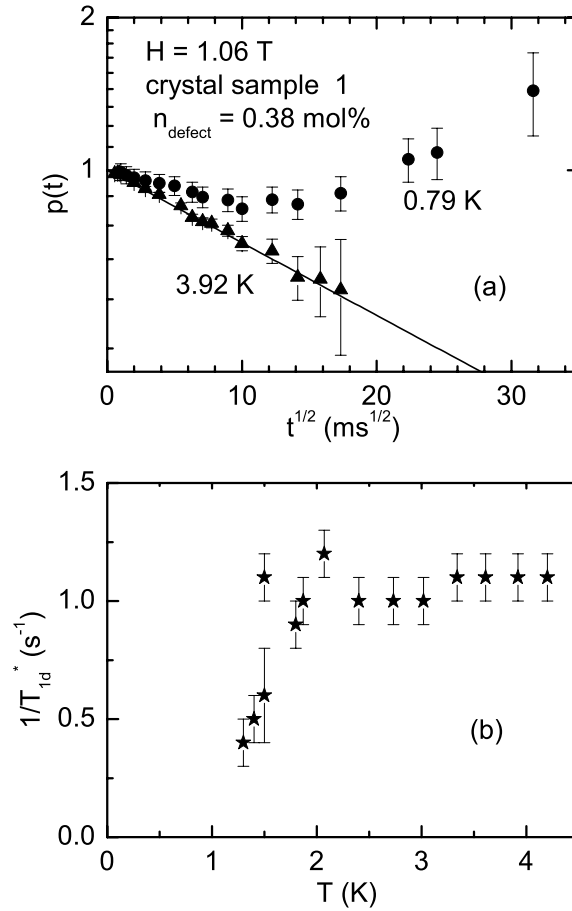 2
H = 1.06 T
crystal sample 1
n_defect = 0.38 mol%
1
p(t)
0.79 K
3.92 K
(a)
0 10 20 30
t^1/2 (ms^1/2)
1.5
1.0
1/T_1d^* (s^-1)
0.5
(b)
0.0
0 1 2 3 4
T (K)